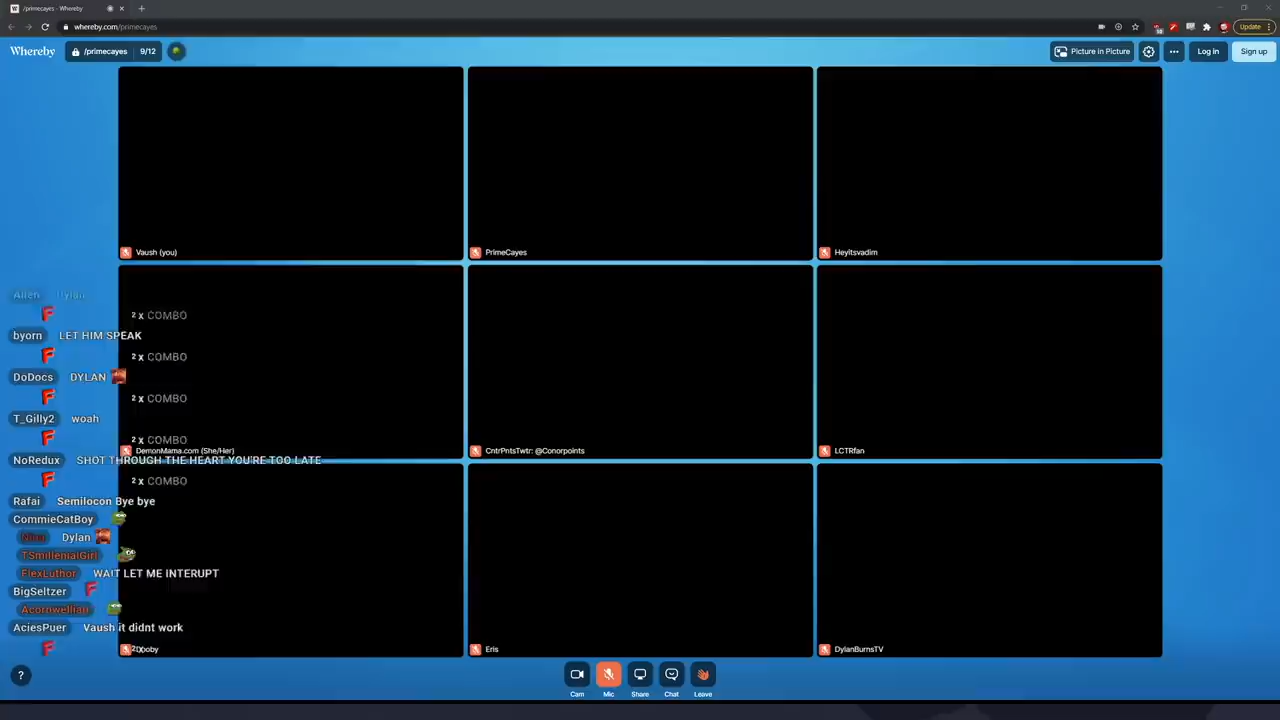 /primecayes - Whereby
whereby.com/primecayes
Update
Whereby
/primecayes 9/12
Picture in Picture
Log in
Sign up
Vaush (you)
PrimeCayes
Heyitsvadim
Allen Dylan
2 x COMBO
byorn LET HIM SPEAK
2 x COMBO
DoDocs DYLAN
2 x COMBO
T_Gilly2 woah
2 x COMBO
DemonMama.com (She/Her)
CntrPntsTwtr: @Conorpoints
LCTRfan
NoRedux SHOT THROUGH THE HEART YOU'RE TOO LATE
2 x COMBO
Rafai Semilocon Bye bye
CommieCatBoy
Dylan
TSmillenialGirl
FlexLuthor WAIT LET ME INTERUPT
BigSeltzer
Acorowellian
AciesPuer Vaush it didnt work
Eris
DylanBurnsTV
?
Cam
Mic
Share
Chat
Leave